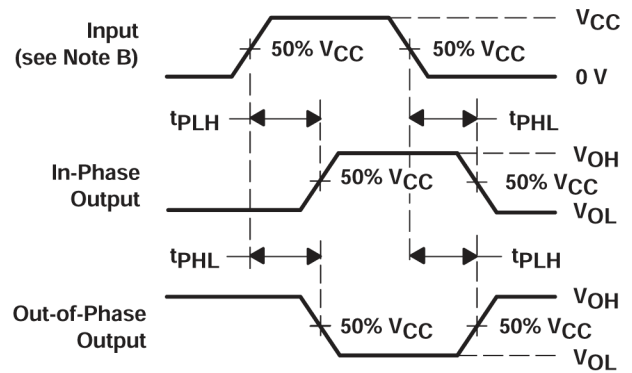 Input
(see Note B)
50% VCC
50% VCC
VCC
0 V
tPLH
tPHL
In-Phase
Output
50% VCC
50% VCC
VOH
VOL
tPHL
tPLH
Out-of-Phase
Output
50% VCC
50% VCC
VOH
VOL